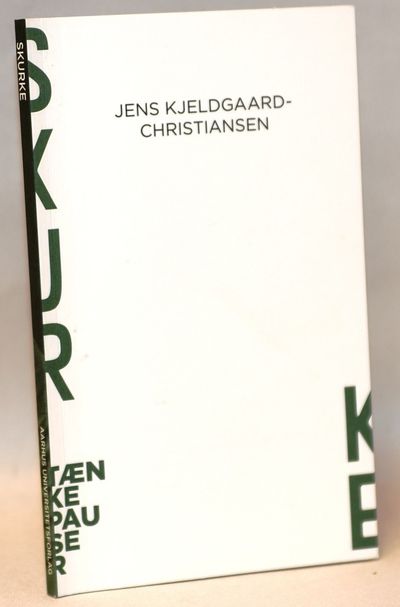 SKURKE
SKUR
KE
JENS KJELDGAARD-
CHRISTIANSEN
TÆN
KE
PAU
SE
R
AARHUS UNIVERSITETSFORLAG